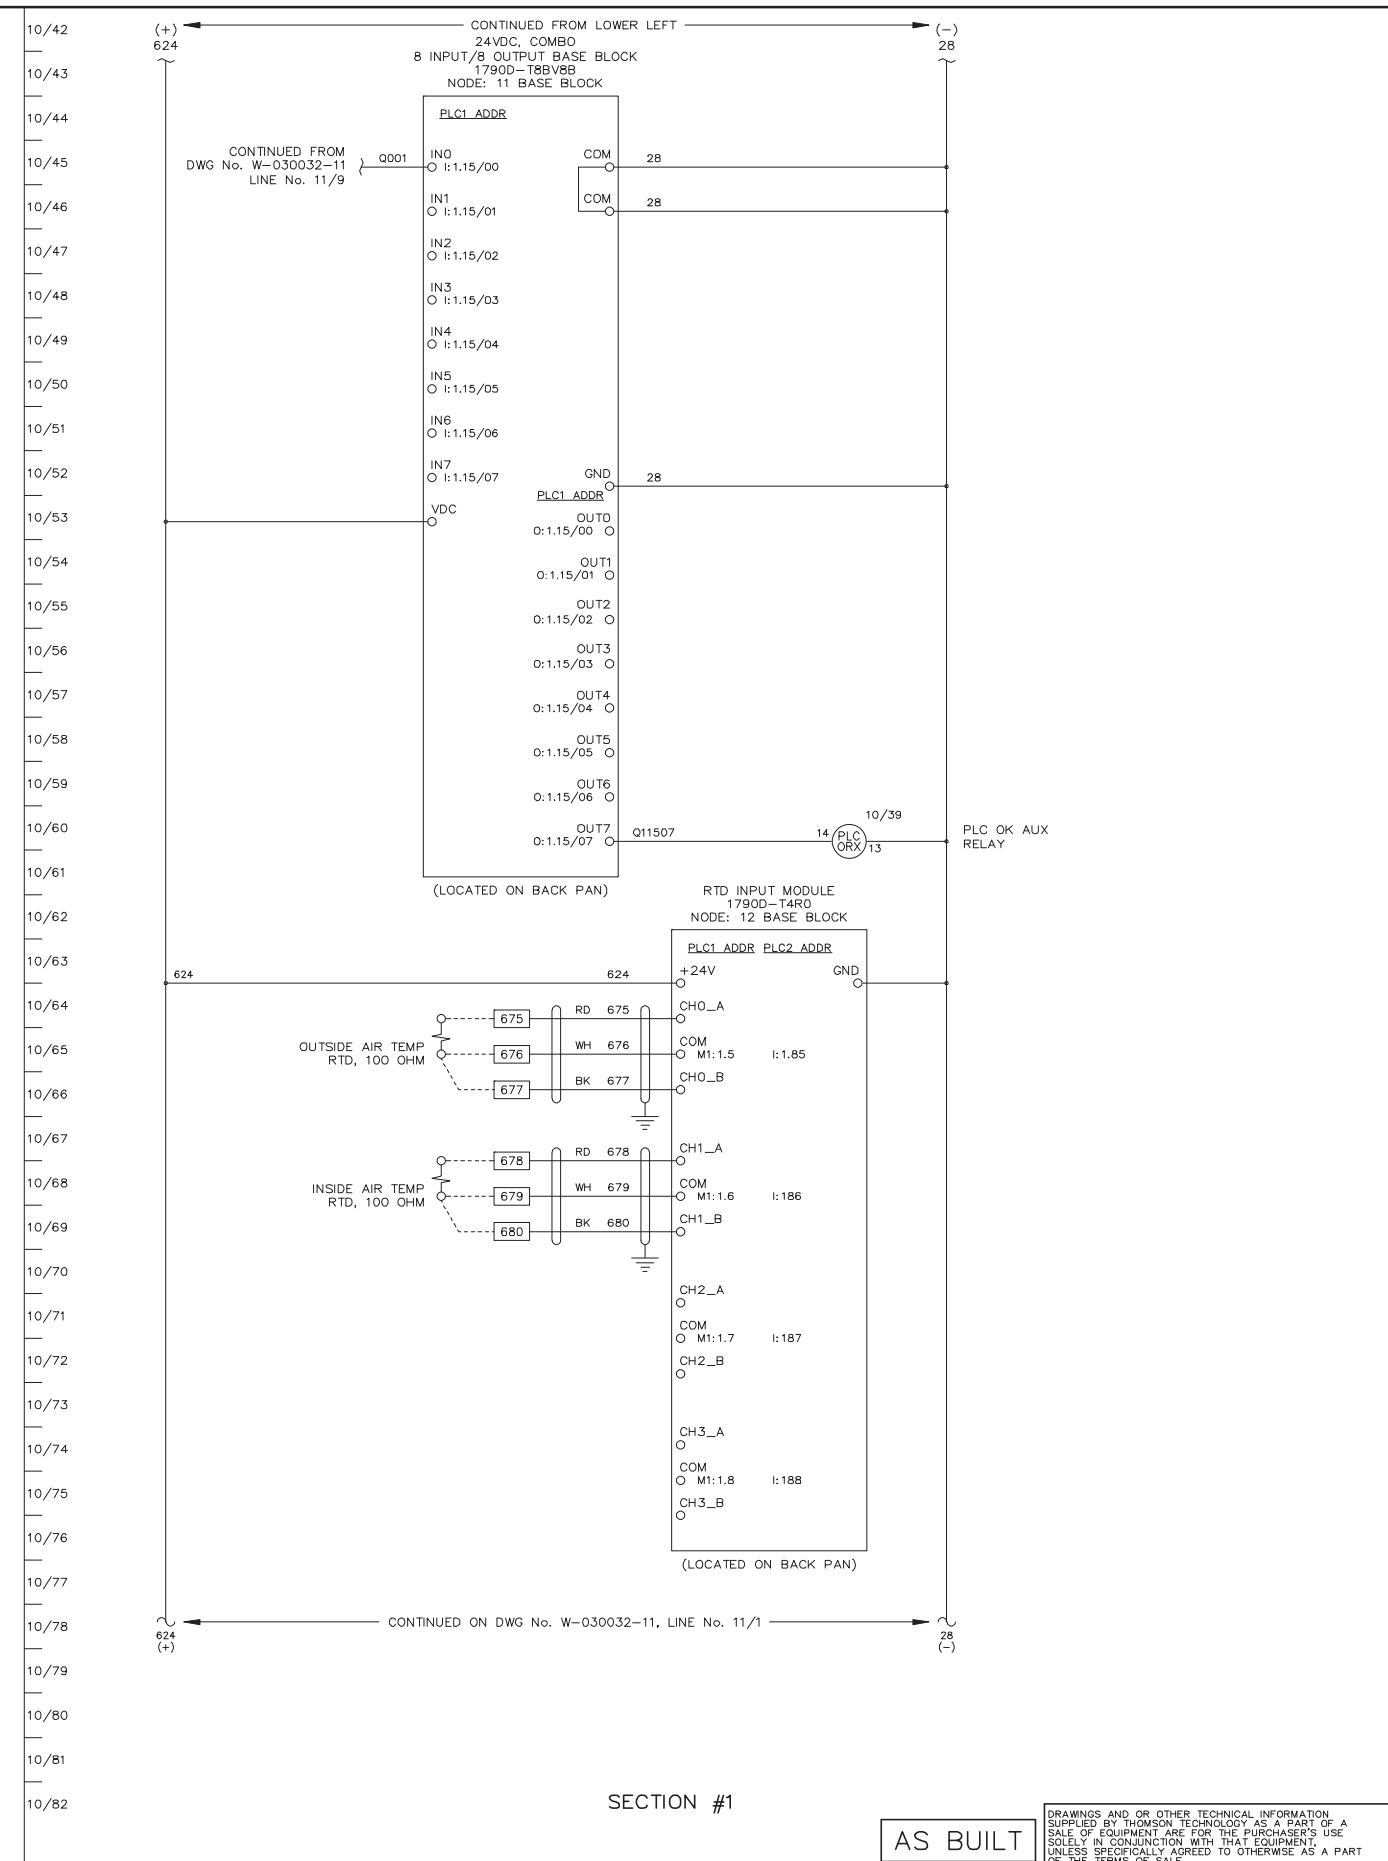 10/42
(+)
624
CONTINUED FROM LOWER LEFT
(-)
28
24VDC, COMBO
8 INPUT/8 OUTPUT BASE BLOCK
1790D-T8BV8B
NODE: 11 BASE BLOCK
10/43
10/44
PLC1 ADDR
10/45
CONTINUED FROM
DWG No. W-030032-11
LINE No. 11/9
Q001
IN0
I:1.15/00
COM
28
10/46
IN1
I:1.15/01
COM
28
10/47
IN2
I:1.15/02
10/48
IN3
I:1.15/03
10/49
IN4
I:1.15/04
10/50
IN5
I:1.15/05
10/51
IN6
I:1.15/06
10/52
IN7
I:1.15/07
GND
28
PLC1 ADDR
10/53
VDC
OUT0
O:1.15/00
10/54
OUT1
O:1.15/01
10/55
OUT2
O:1.15/02
10/56
OUT3
O:1.15/03
10/57
OUT4
O:1.15/04
10/58
OUT5
O:1.15/05
10/59
OUT6
O:1.15/06
10/60
OUT7
O:1.15/07
Q11507
14
PLC
ORX
13
10/39
PLC OK AUX
RELAY
10/61
(LOCATED ON BACK PAN)
RTD INPUT MODULE
1790D-T4R0
NODE: 12 BASE BLOCK
10/62
10/63
PLC1 ADDR PLC2 ADDR
624
624
+24V
GND
10/64
675
RD 675
CH0_A
10/65
OUTSIDE AIR TEMP
RTD, 100 OHM
676
WH 676
COM
M1:1.5 I:1.85
10/66
677
BK 677
CH0_B
10/67
678
RD 678
CH1_A
10/68
INSIDE AIR TEMP
RTD, 100 OHM
679
WH 679
COM
M1:1.6 I:186
10/69
680
BK 680
CH1_B
10/70
CH2_A
10/71
COM
M1:1.7 I:187
10/72
CH2_B
10/73
CH3_A
10/74
COM
M1:1.8 I:188
10/75
CH3_B
10/76
(LOCATED ON BACK PAN)
10/77
10/78
624
(+)
CONTINUED ON DWG No. W-030032-11, LINE No. 11/1
28
(-)
10/79
10/80
10/81
10/82
SECTION #1
AS BUILT
DRAWINGS AND OR OTHER TECHNICAL INFORMATION
SUPPLIED BY THOMSON TECHNOLOGY AS A PART OF A
SALE OF EQUIPMENT ARE FOR THE PURCHASER'S USE
SOLELY IN CONJUNCTION WITH THAT EQUIPMENT,
UNLESS SPECIFICALLY AGREED TO OTHERWISE AS A PART
OF THE TERMS OF SALE